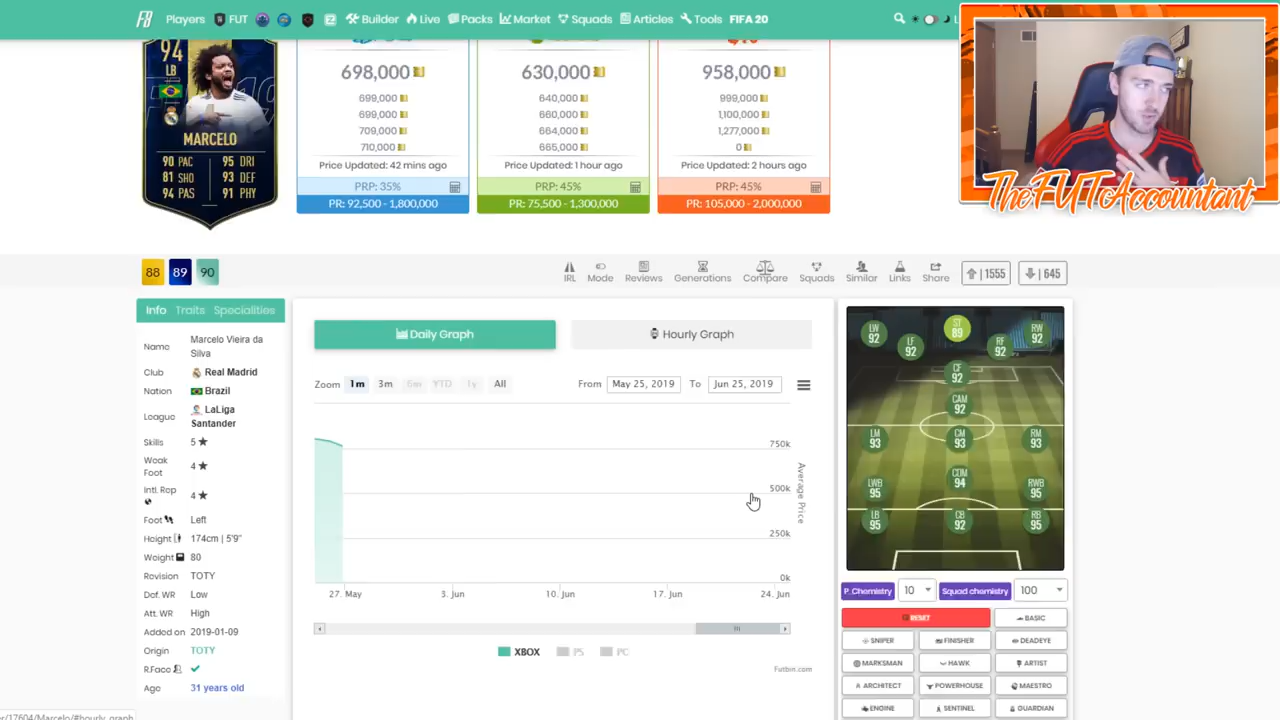 F8 Players FUT Builder Live Packs Market Squads Articles Tools FIFA 20
94
LB
MARCELO
90 PAC 95 DRI
81 SHO 93 DEF
94 PAS 91 PHY
698,000
699,000
699,000
709,000
710,000
Price Updated: 42 mins ago
PRP: 35%
PR: 92,500 - 1,800,000
630,000
640,000
660,000
664,000
665,000
Price Updated: 1 hour ago
PRP: 45%
PR: 75,500 - 1,300,000
958,000
999,000
1,100,000
1,277,000
0
Price Updated: 2 hours ago
PRP: 45%
PR: 105,000 - 2,000,000
TheFUTAccountant
88 89 90
IRL Mode Reviews Generations Compare Squads Similar Links Share | 1555 | 645
Info Traits Specialities
Name Marcelo Vieira da Silva
Club Real Madrid
Nation Brazil
League LaLiga Santander
Skills 5
Weak Foot 4
Intl. Rep 4
Foot Left
Height 174cm | 5'9"
Weight 80
Revision TOTY
Def. WR Low
Att. WR High
Added on 2019-01-09
Origin TOTY
R.Face
Age 31 years old
Daily Graph Hourly Graph
Zoom 1m 3m 6m YTD 1y All From May 25, 2019 To Jun 25, 2019
750k
500k
250k
0k
Average Price
27. May 3. Jun 10. Jun 17. Jun 24. Jun
XBOX PS PC
Futbin.com
LW 92
LF 92
ST 89
RF 92
RW 92
CF 92
CAM 92
LM 93
CM 93
RM 93
LWB 95
CDM 94
RWB 95
LB 95
CB 92
RB 95
P. Chemistry 10 Squad chemistry 100
RESET BASIC
SNIPER FINISHER DEADEYE
MARKSMAN HAWK ARTIST
ARCHITECT POWERHOUSE MAESTRO
ENGINE SENTINEL GUARDIAN
er/17604/Marcelo/#hourly_graph